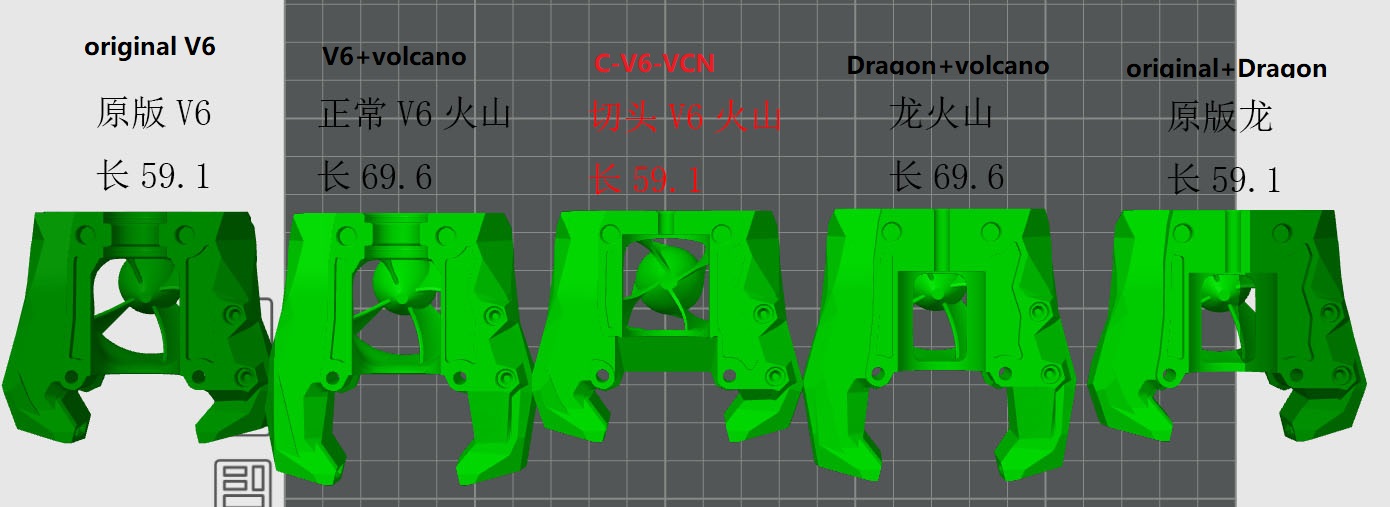 original V6
原版 V6
长 59.1
V6+volcano
正常 V6 火山
长 69.6
C-V6-VCN
切头 V6 火山
长 59.1
Dragon+volcano
龙火山
长 69.6
original+Dragon
原版龙
长 59.1